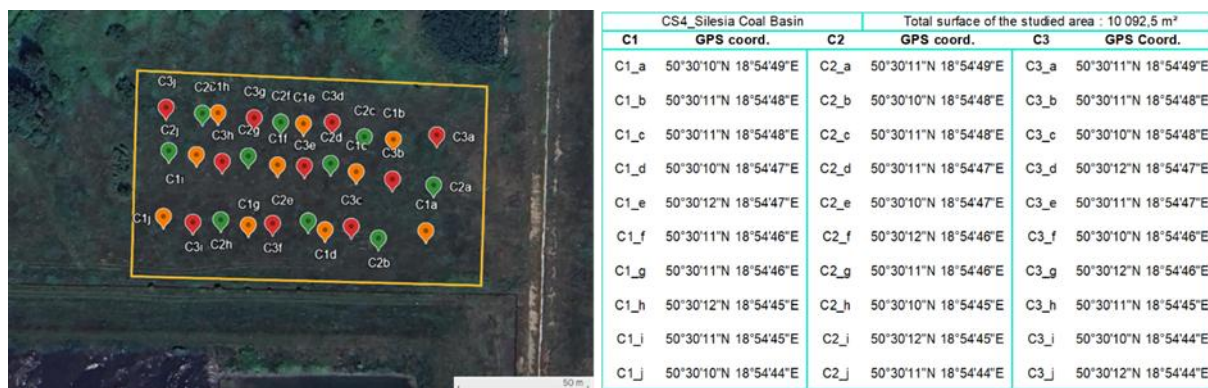 C3j
C2i
C1h
C3g
C2f
C1e
C3d
C2c
C1b
C3a
C2j
C3h
C2g
C1f
C3e
C2d
C1c
C3b
C2a
C1i
C1j
C3i
C2h
C1g
C3f
C2e
C1d
C3c
C2b
C1a
50 m
CS4_Silesia Coal Basin Total surface of the studied area : 10 092,5 m²
C1 GPS coord. C2 GPS coord. C3 GPS Coord.
C1_a 50°30'10"N 18°54'49"E C2_a 50°30'11"N 18°54'49"E C3_a 50°30'11"N 18°54'49"E
C1_b 50°30'11"N 18°54'48"E C2_b 50°30'10"N 18°54'48"E C3_b 50°30'11"N 18°54'48"E
C1_c 50°30'11"N 18°54'48"E C2_c 50°30'11"N 18°54'48"E C3_c 50°30'10"N 18°54'48"E
C1_d 50°30'10"N 18°54'47"E C2_d 50°30'11"N 18°54'47"E C3_d 50°30'12"N 18°54'47"E
C1_e 50°30'12"N 18°54'47"E C2_e 50°30'10"N 18°54'47"E C3_e 50°30'11"N 18°54'47"E
C1_f 50°30'11"N 18°54'46"E C2_f 50°30'12"N 18°54'46"E C3_f 50°30'10"N 18°54'46"E
C1_g 50°30'11"N 18°54'46"E C2_g 50°30'11"N 18°54'46"E C3_g 50°30'12"N 18°54'46"E
C1_h 50°30'12"N 18°54'45"E C2_h 50°30'10"N 18°54'45"E C3_h 50°30'11"N 18°54'45"E
C1_i 50°30'11"N 18°54'45"E C2_i 50°30'12"N 18°54'45"E C3_i 50°30'10"N 18°54'44"E
C1_j 50°30'10"N 18°54'44"E C2_j 50°30'11"N 18°54'44"E C3_j 50°30'12"N 18°54'44"E